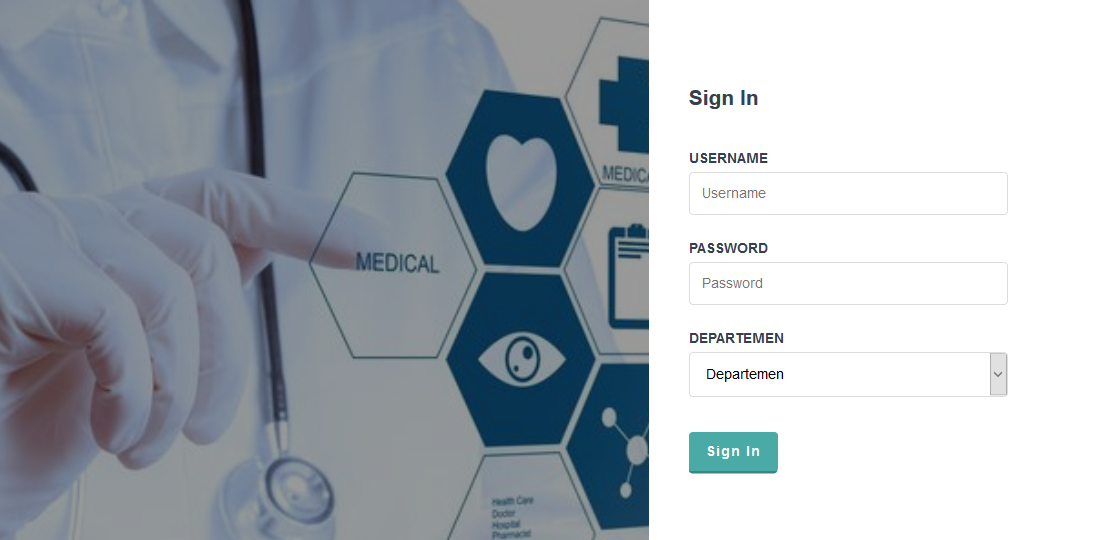 MEDICAL
MEDICA
Health Care
Doctor
Hospital
Pharmacist
Sign In
USERNAME
Username
PASSWORD
Password
DEPARTEMEN
Departemen
Sign In